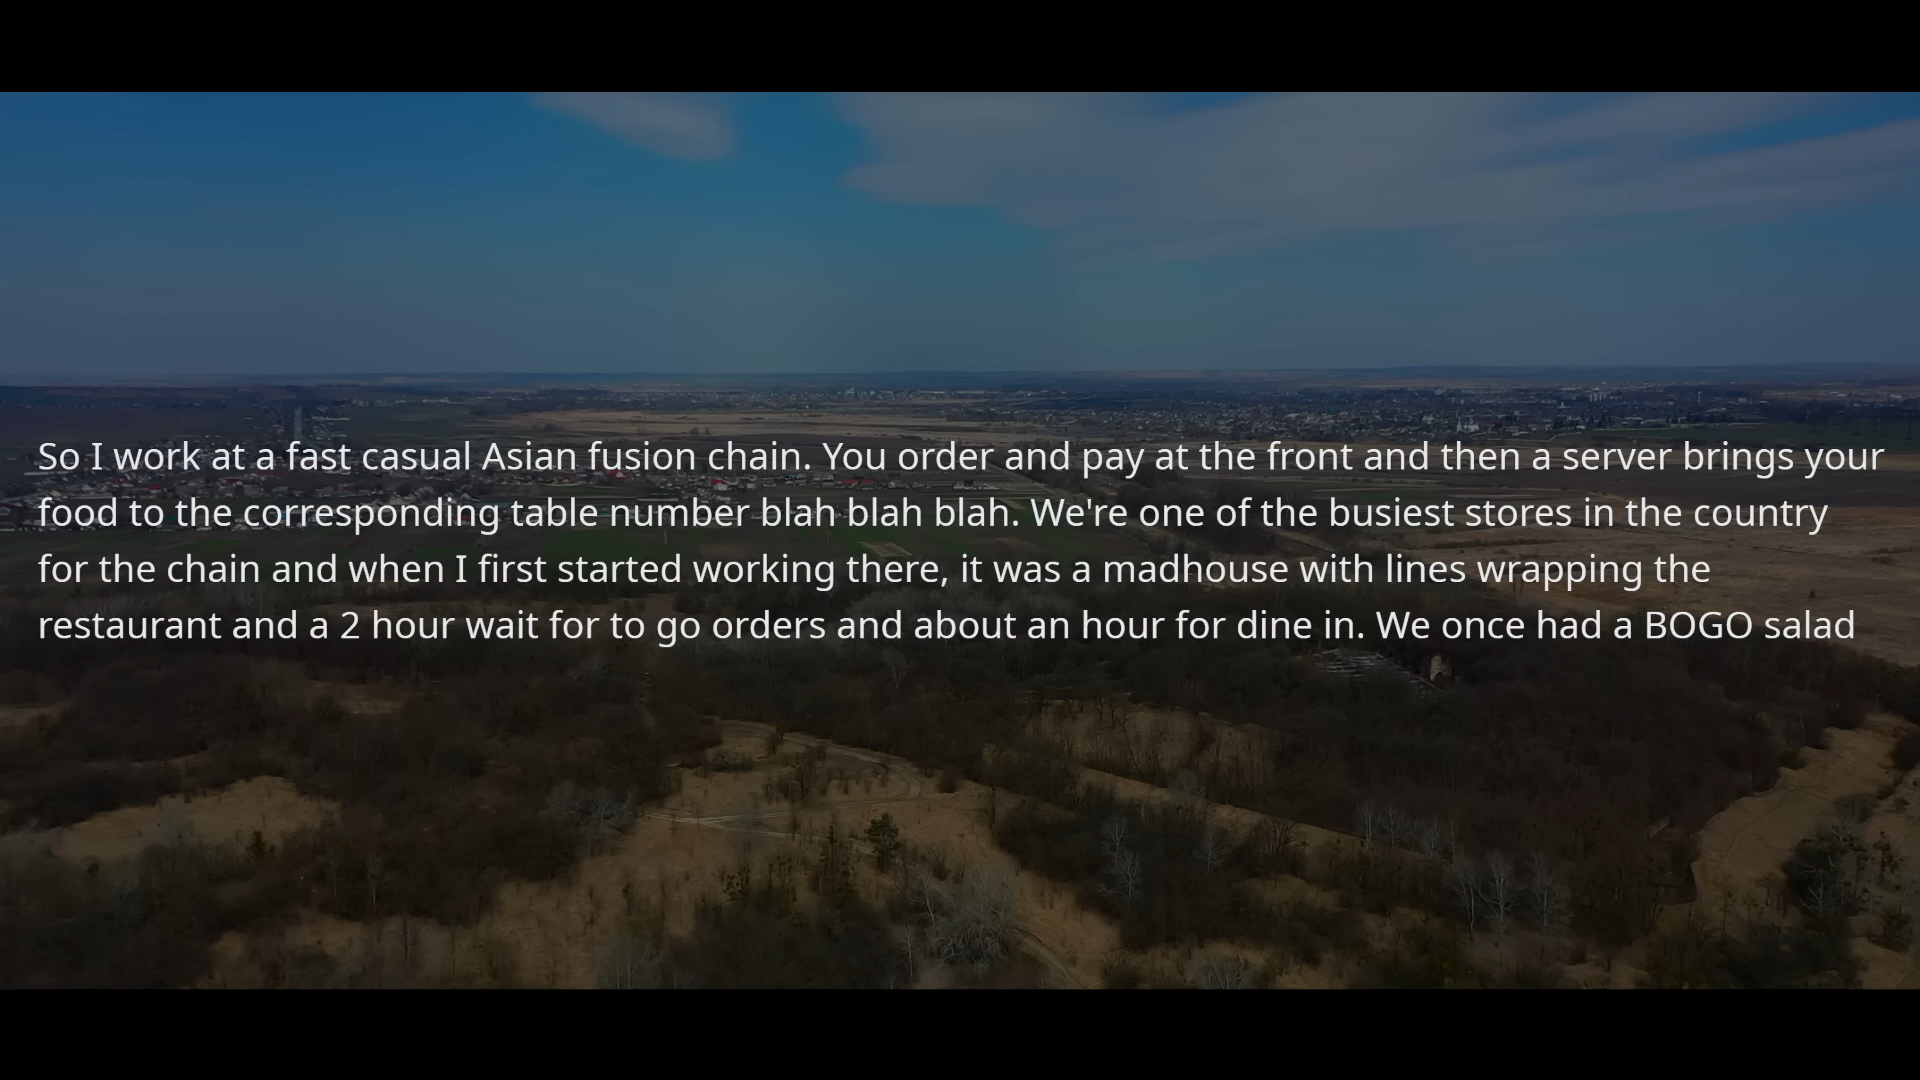 So I work at a fast casual Asian fusion chain. You order and pay at the front and then a server brings your
food to the corresponding table number blah blah blah. We're one of the busiest stores in the country
for the chain and when I first started working there, it was a madhouse with lines wrapping the
restaurant and a 2 hour wait for to go orders and about an hour for dine in. We once had a BOGO salad